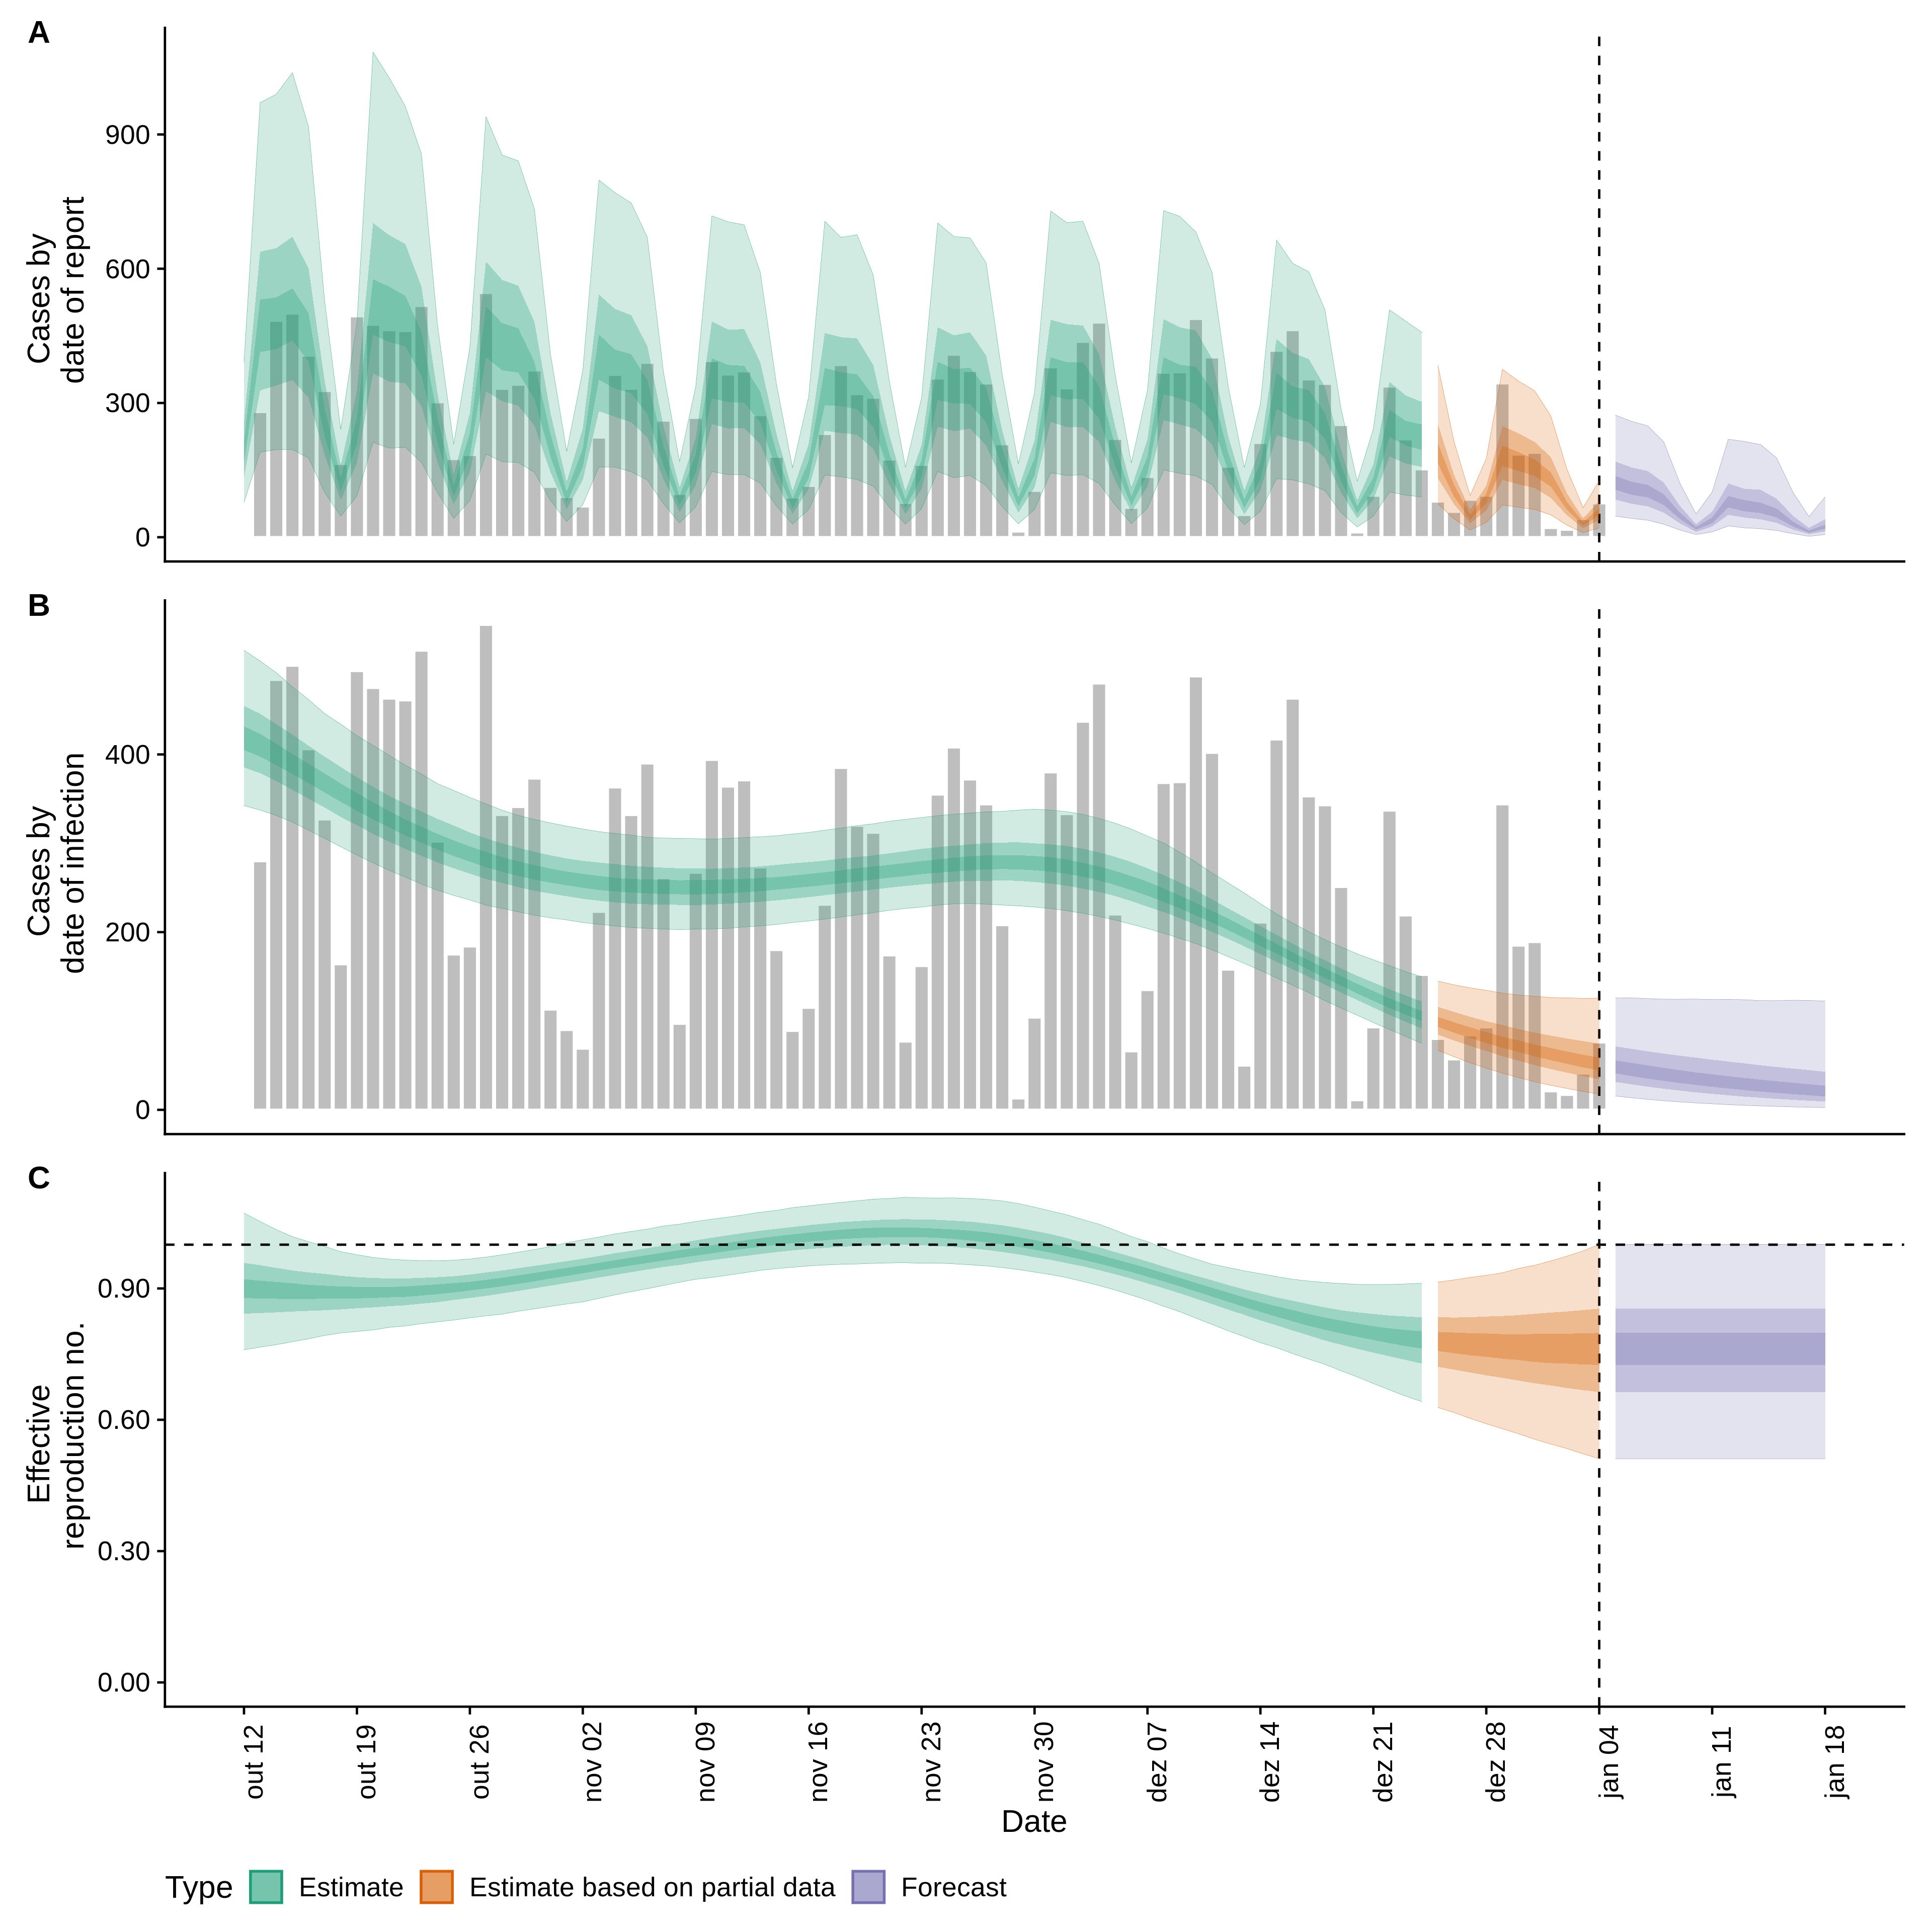 A
Cases by
date of report
900
600
300
0
B
Cases by
date of infection
400
200
0
C
Effective
reproduction no.
0.90
0.60
0.30
0.00
out 12
out 19
out 26
nov 02
nov 09
nov 16
nov 23
nov 30
dez 07
dez 14
dez 21
dez 28
jan 04
jan 11
jan 18
Date
Type Estimate Estimate based on partial data Forecast